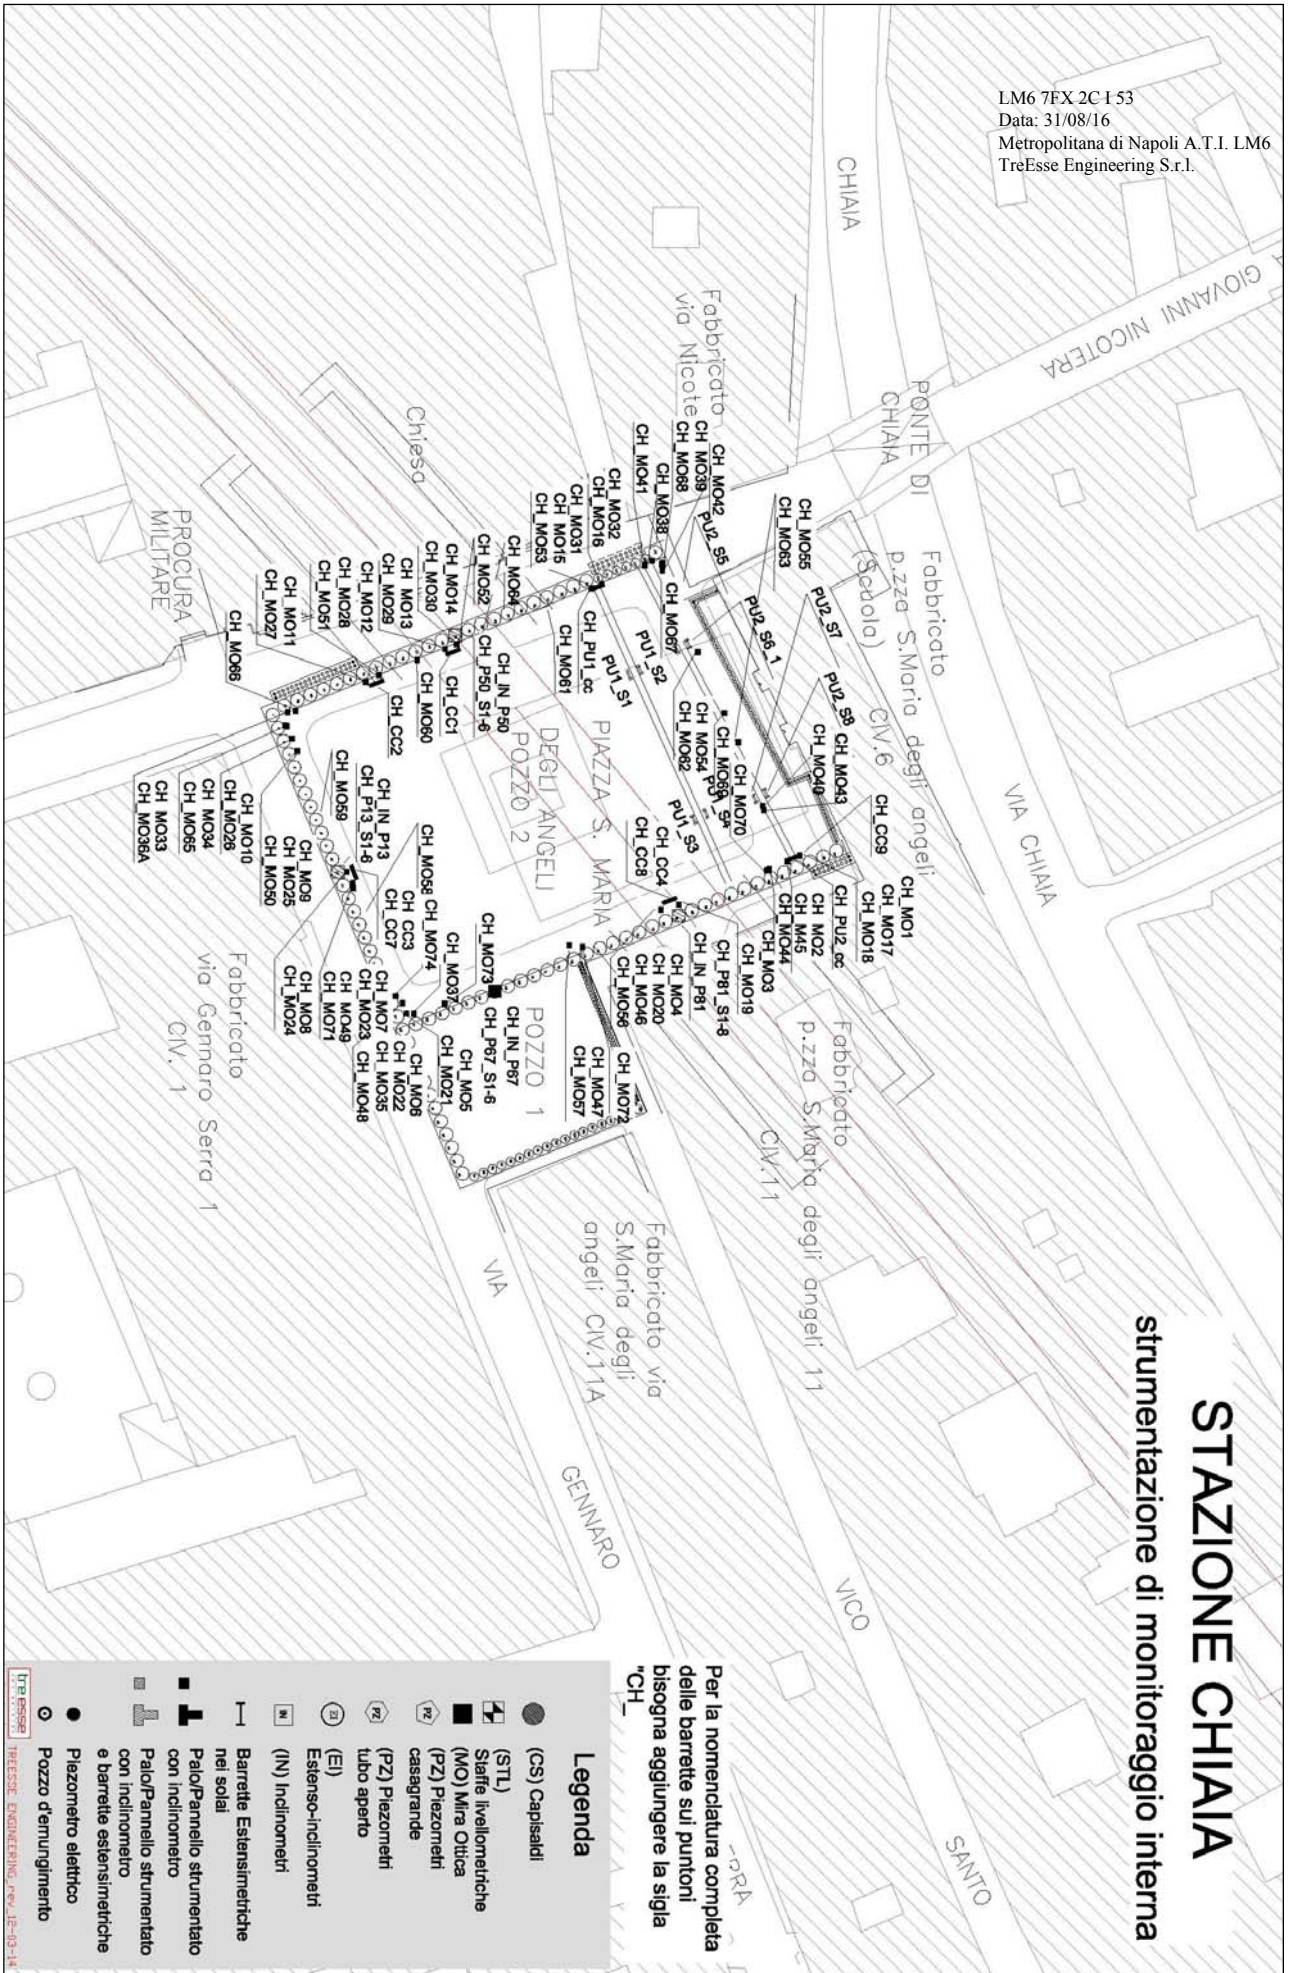 LM6 7FX 2C I 53
Data: 31/08/16
Metropolitana di Napoli A.T.I. LM6
TreEsse Engineering S.r.l.
STAZIONE CHIAIA
strumentazione di monitoraggio interna
GIOVANNI NICOTERA
CHIAIA
PONTE DI
CHIAIA
VIA CHIAIA
Fabbricato
p.zza S.Maria degli angeli
(Scuola) CIV.6
Fabbricato
via Nicote
Chiesa
PROCURA
MILITARE
PIAZZA S. MARIA
DEGLI ANGELI
POZZO 2
POZZO 1
Fabbricato
p.zza S.Maria degli angeli 11
CIV.11
Fabbricato via
S.Maria degli
angeli CIV.11A
Fabbricato
via Gennaro Serra 1
CIV. 1
VIA
GENNARO
VICO
SANTO
CH_MO42
CH_MO39
CH_MO68
CH_MO38
CH_MO41
CH_MO32
CH_MO16
CH_MO31
CH_MO15
CH_MO53
CH_MO64
CH_MO52
CH_MO14
CH_MO30
CH_MO13
CH_MO29
CH_MO12
CH_MO28
CH_MO51
CH_MO11
CH_MO27
CH_MO66
CH_MO55
CH_MO63
PU2_S5
PU2_S6_1
PU2_S7
PU2_S8
CH_MO67
PU1_S2
PU1_S1
CH_PU1_cc
CH_MO61
CH_IN_P50
CH_P50_S1-6
CH_CC1
CH_MO60
CH_CC2
CH_MO54
CH_MO62
CH_MO69
CH_MO70
PU1_S3
CH_MO43
CH_MO40
CH_CC9
CH_CC4
CH_CC8
CH_MO1
CH_MO17
CH_MO18
CH_PU2_cc
CH_MO2
CH_M45
CH_MO44
CH_MO3
CH_MO19
CH_P81_S1-8
CH_IN_P81
CH_MO4
CH_MO20
CH_MO46
CH_MO56
CH_MO72
CH_MO47
CH_MO57
CH_IN_P67
CH_P67_S1-6
CH_MO73
CH_MO37
CH_MO74
CH_MO5
CH_MO21
CH_MO6
CH_MO22
CH_MO35
CH_MO48
CH_MO7
CH_MO23
CH_MO49
CH_MO71
CH_MO8
CH_MO24
CH_MO58
CH_CC3
CH_CC7
CH_IN_P13
CH_P13_S1-6
CH_MO59
CH_MO9
CH_MO25
CH_MO50
CH_MO10
CH_MO26
CH_MO34
CH_MO65
CH_MO33
CH_MO36A
Per la nomenclatura completa
delle barrette sui puntoni
bisogna aggiungere la sigla
"CH_
Legenda
(CS) Capisaldi
(STL)
Staffe livellometriche
(MO) Mira Ottica
PZ
(PZ) Piezometri
casagrande
PZ
(PZ) Piezometri
tubo aperto
(EI)
Estenso-inclinometri
IN
(IN) Inclinometri
Barrette Estensimetriche
nei solai
Palo/Pannello strumentato
con inclinometro
Palo/Pannello strumentato
con inclinometro
e barrette estensimetriche
Piezometro elettrico
Pozzo d'emungimento
tre esse
TREESSE ENGINEERING_rev_12-03-14